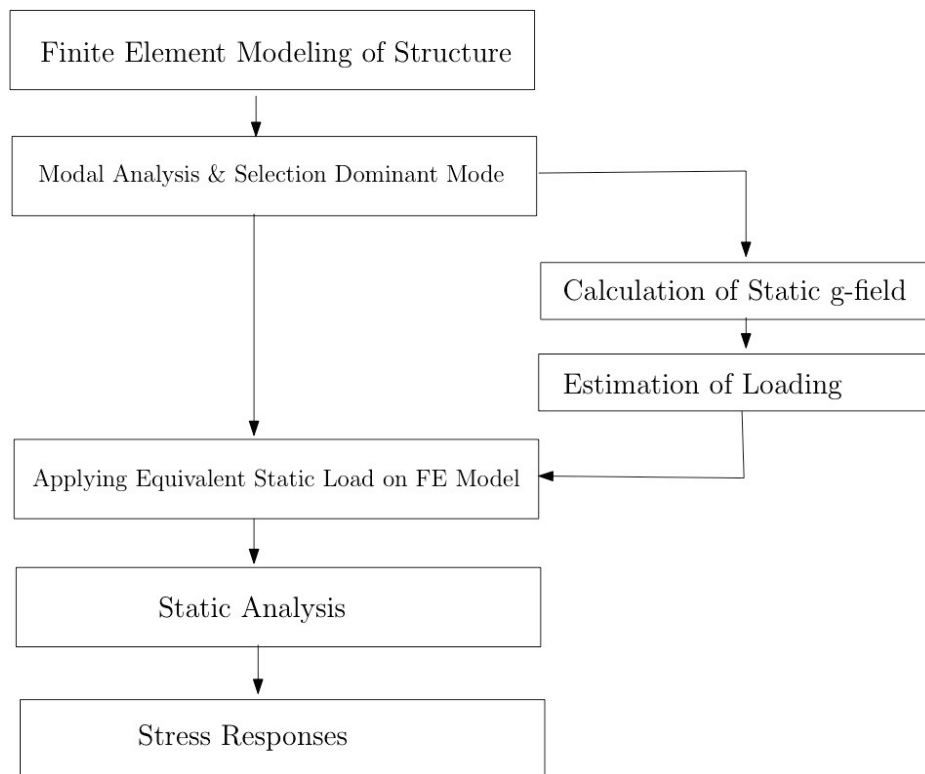 Finite Element Modeling of Structure
Modal Analysis & Selection Dominant Mode
Calculation of Static g-field
Estimation of Loading
Applying Equivalent Static Load on FE Model
Static Analysis
Stress Responses